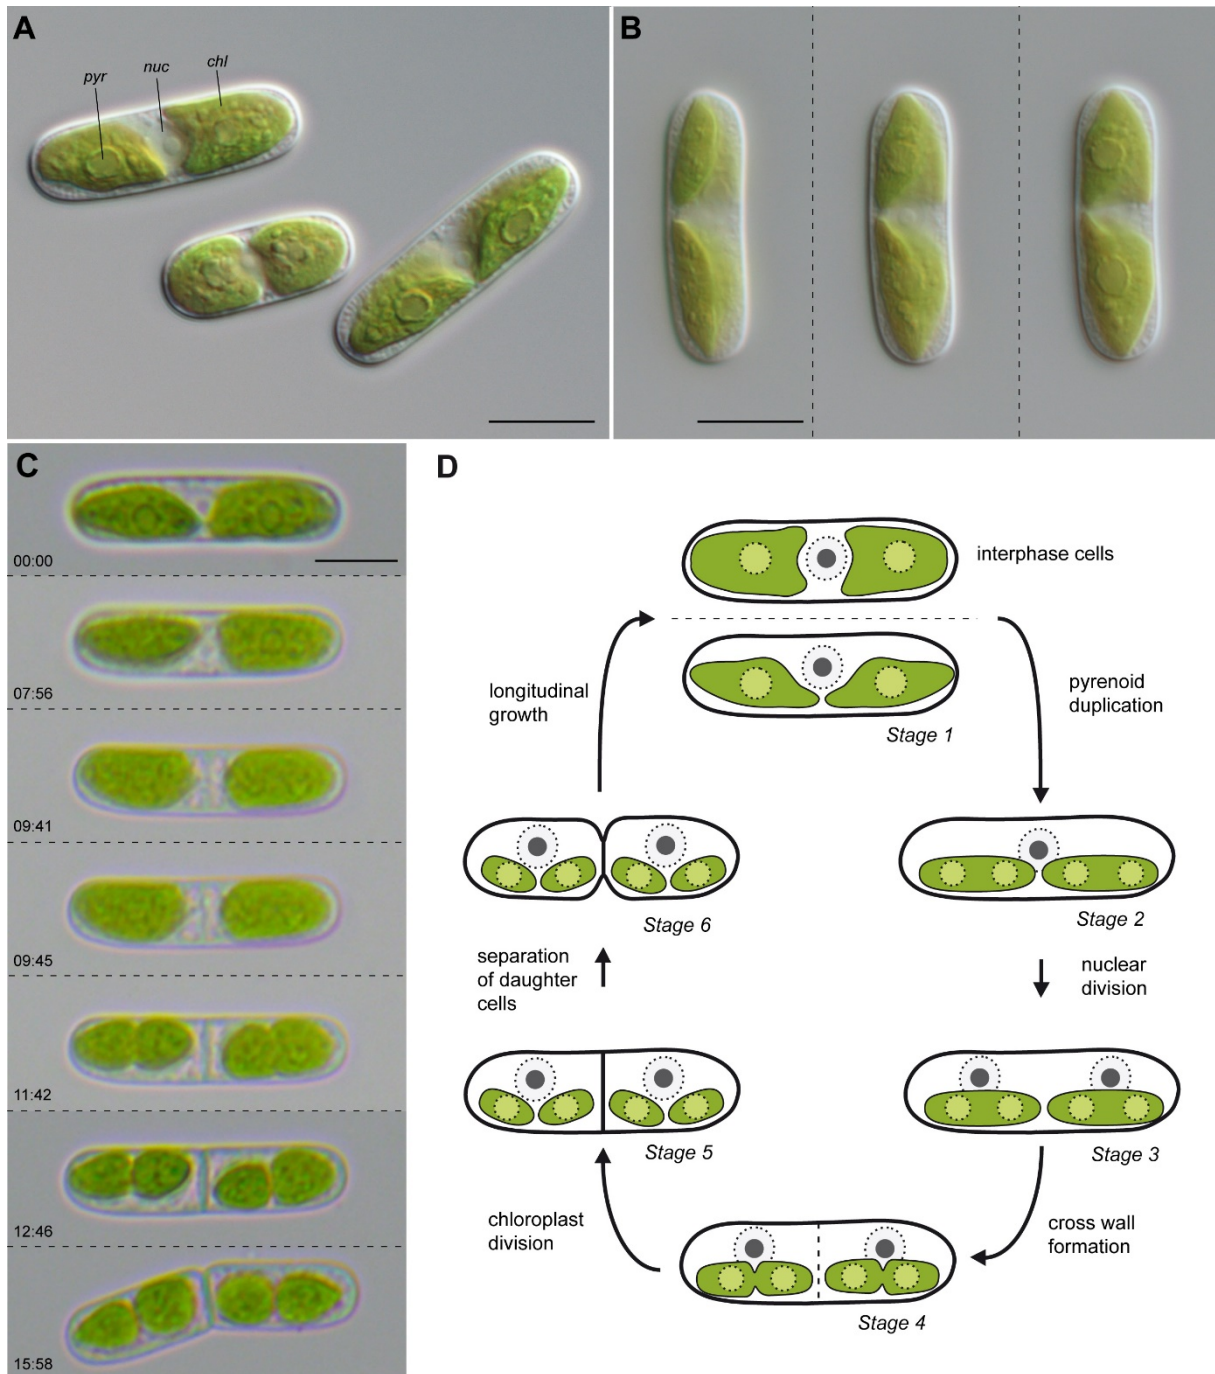 A
pyr
nuc
chl
B
C
00:00
07:56
09:41
09:45
11:42
12:46
15:58
D
interphase cells
Stage 1
pyrenoid
duplication
Stage 2
nuclear
division
Stage 3
cross wall
formation
Stage 4
chloroplast
division
Stage 5
separation
of daughter
cells
Stage 6
longitudinal
growth